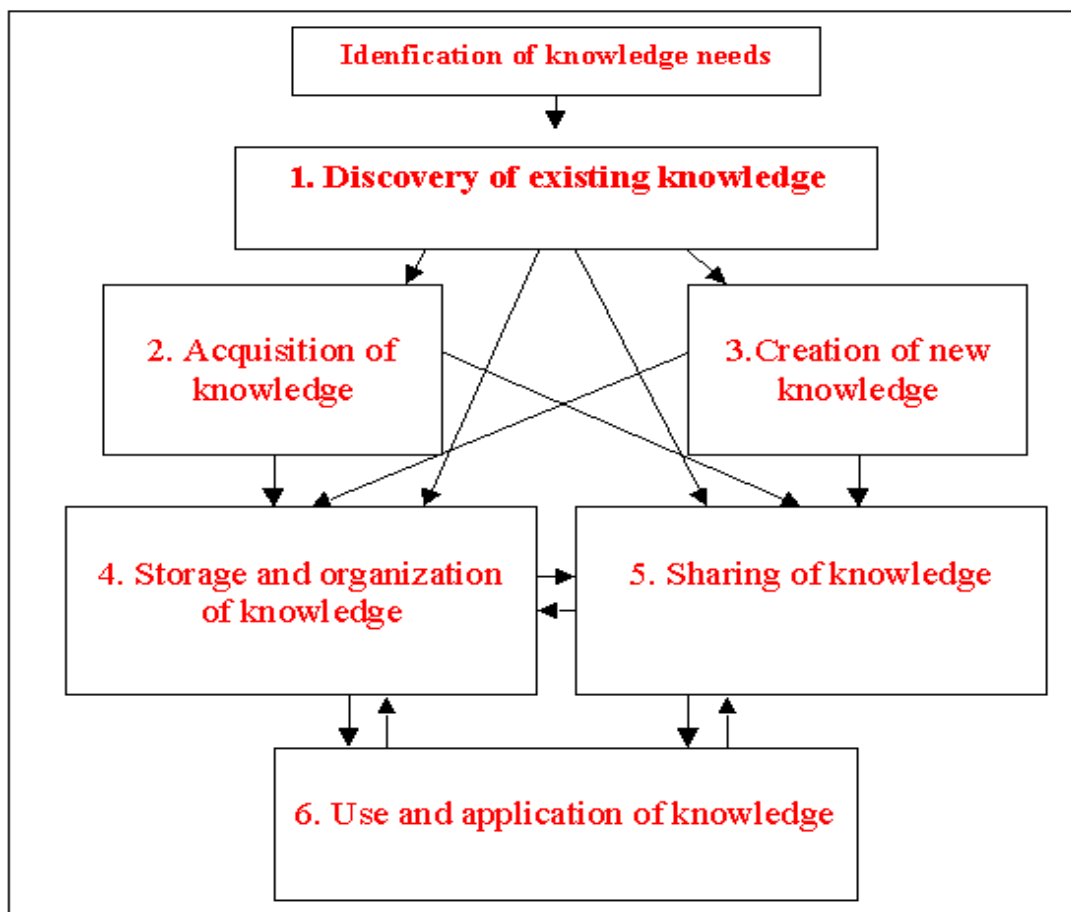 Idenfication of knowledge needs
1. Discovery of existing knowledge
2. Acquisition of
knowledge
3.Creation of new
knowledge
4. Storage and organization
of knowledge
5. Sharing of knowledge
6. Use and application of knowledge